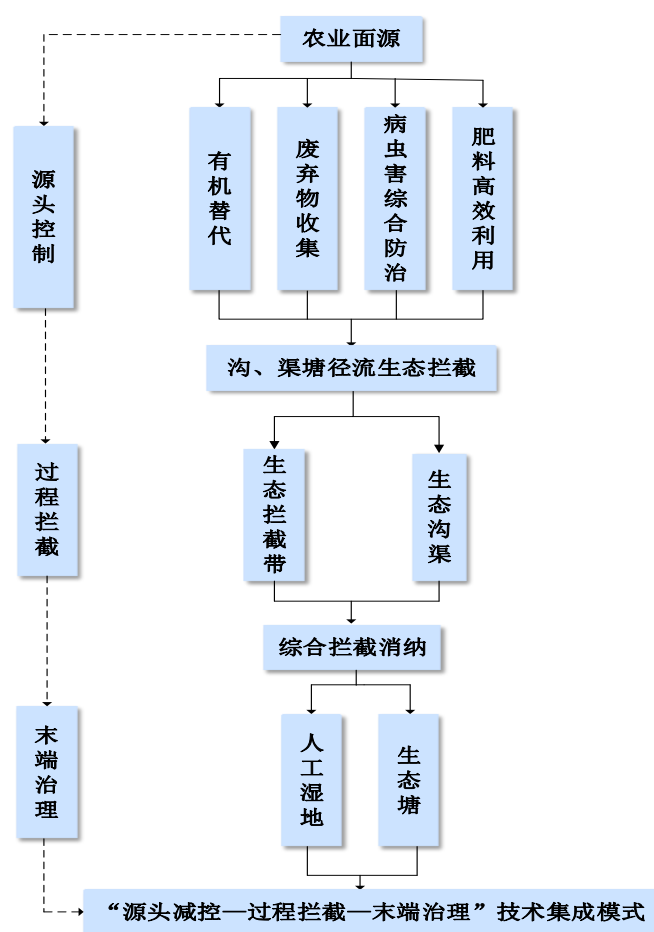 农业面源
源头控制
有机替代
废弃物收集
病虫害综合防治
肥料高效利用
沟、渠塘径流生态拦截
过程拦截
生态拦截带
生态沟渠
综合拦截消纳
末端治理
人工湿地
生态塘
“源头减控—过程拦截—末端治理”技术集成模式